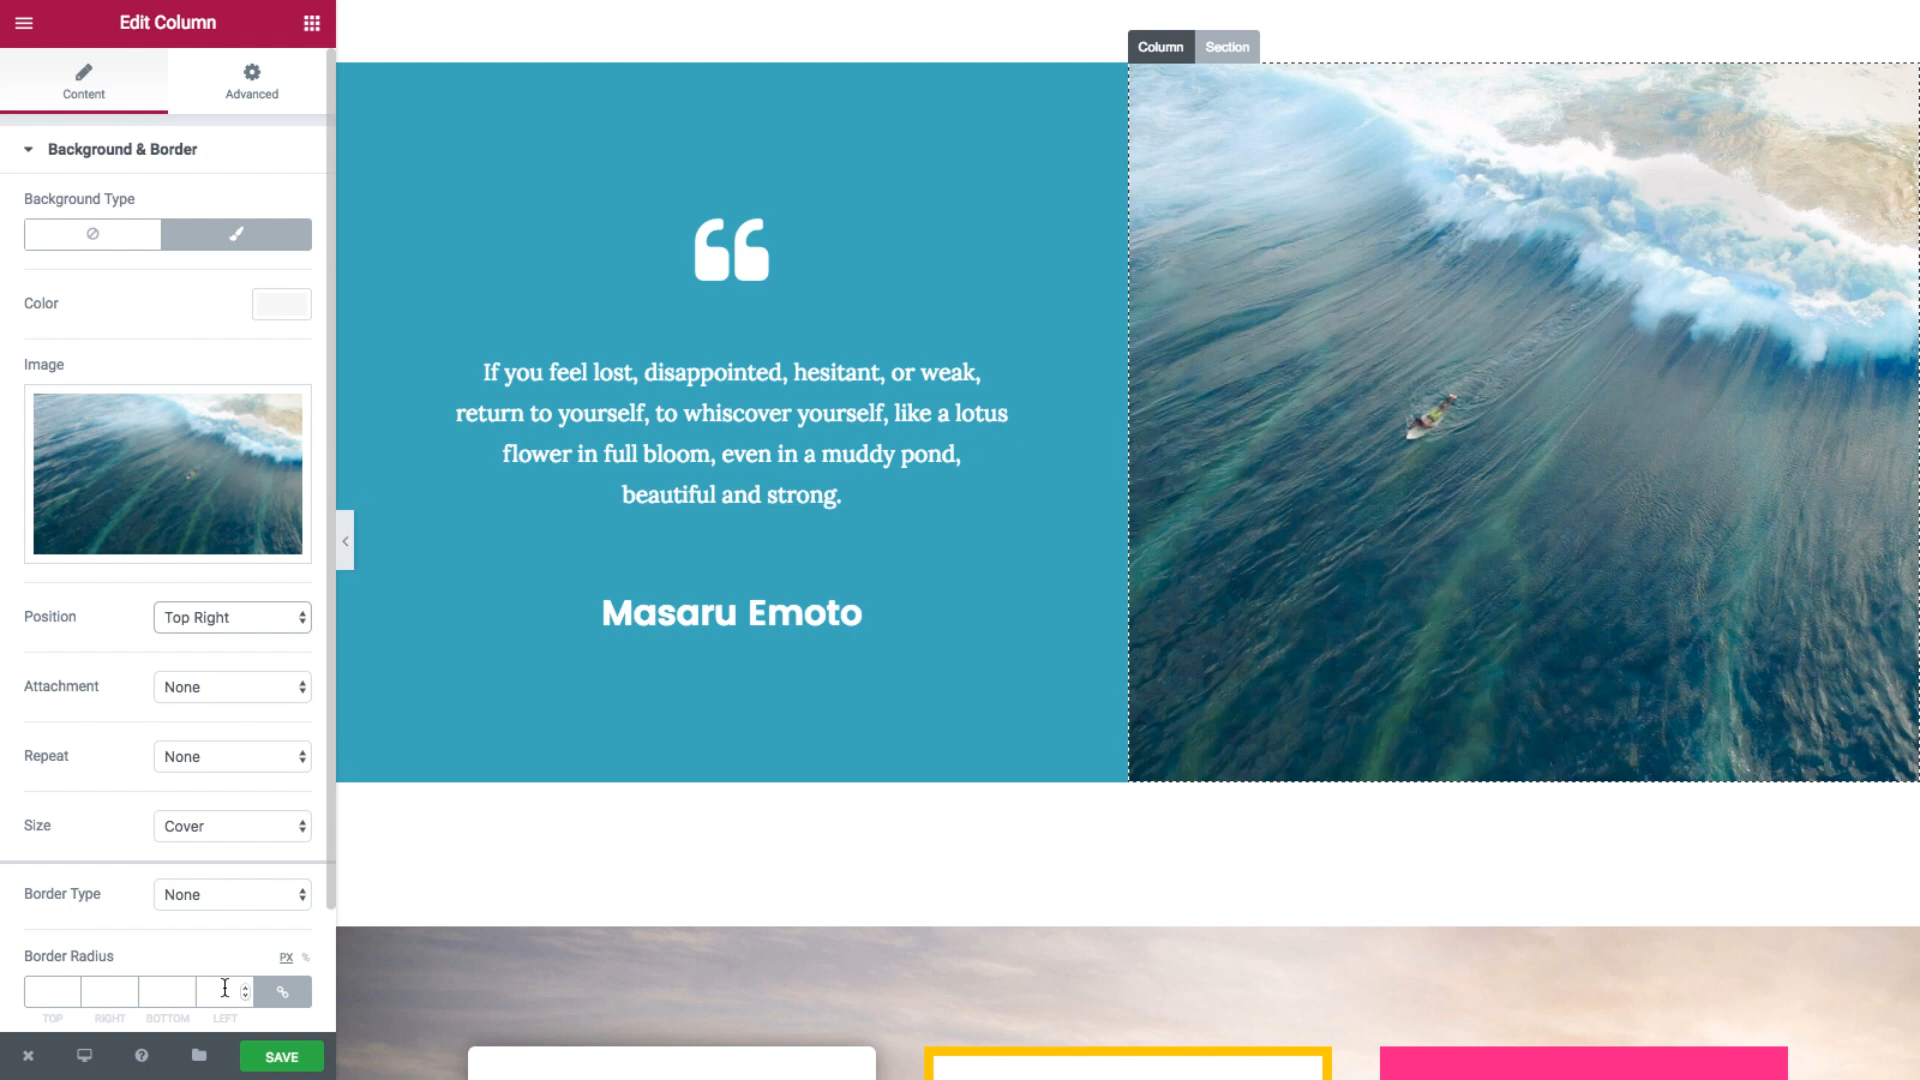 Edit Column
Content
Advanced
Background & Border
Background Type
Color
Image
Position
Top Right
Attachment
None
Repeat
None
Size
Cover
Border Type
None
Border Radius
PX %
TOP RIGHT BOTTOM LEFT
SAVE
Column Section
If you feel lost, disappointed, hesitant, or weak,
return to yourself, to whiscover yourself, like a lotus
flower in full bloom, even in a muddy pond,
beautiful and strong.
Masaru Emoto